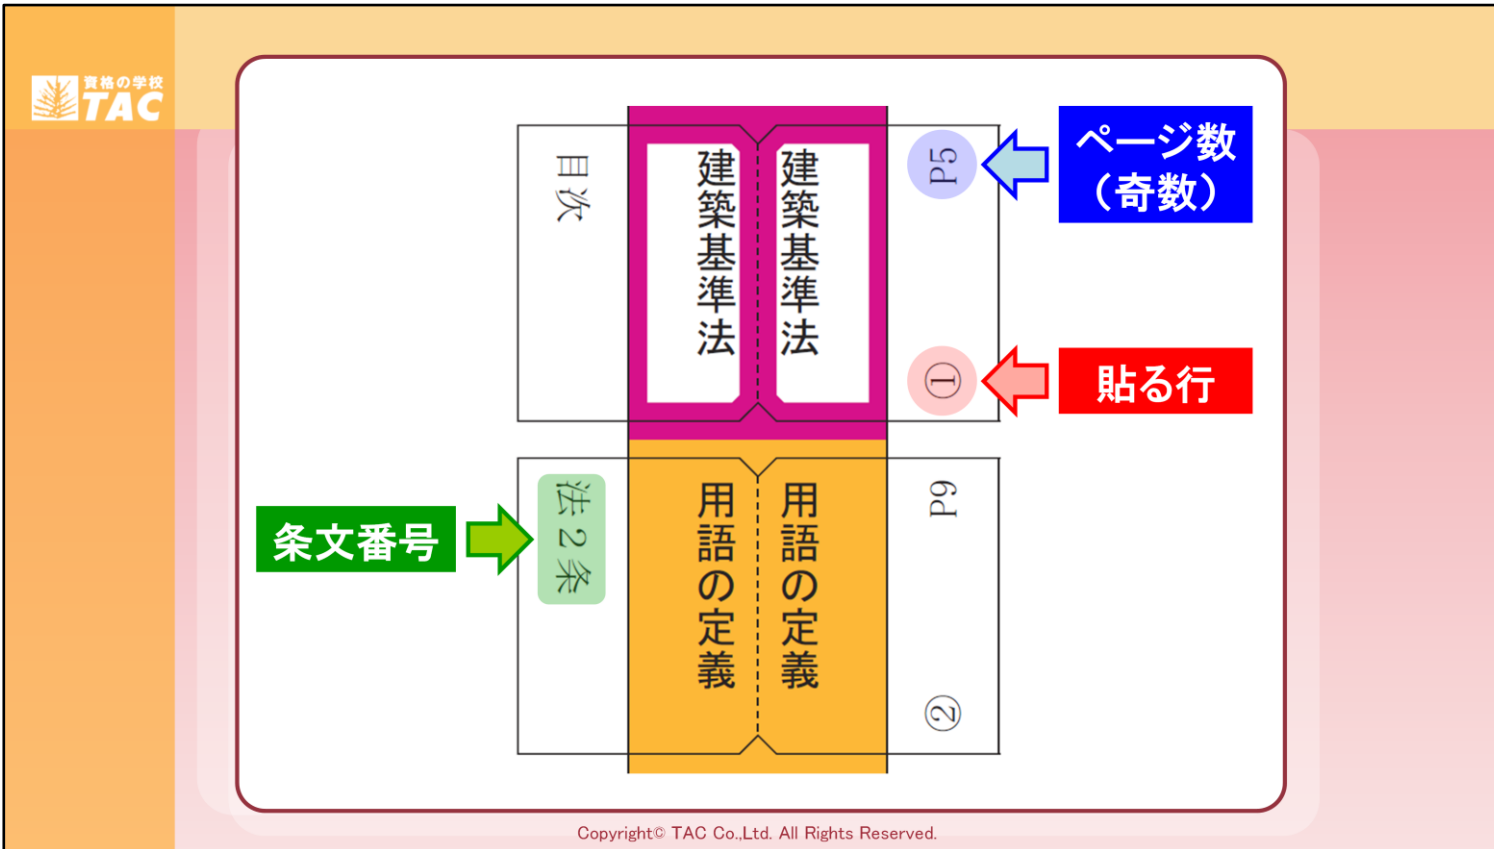 資格の学校
TAC
目次
建築基準法
建築基準法
P5
①
ページ数
（奇数）
貼る行
条文番号
法2条
用語の定義
用語の定義
P9
②
Copyright© TAC Co.,Ltd. All Rights Reserved.